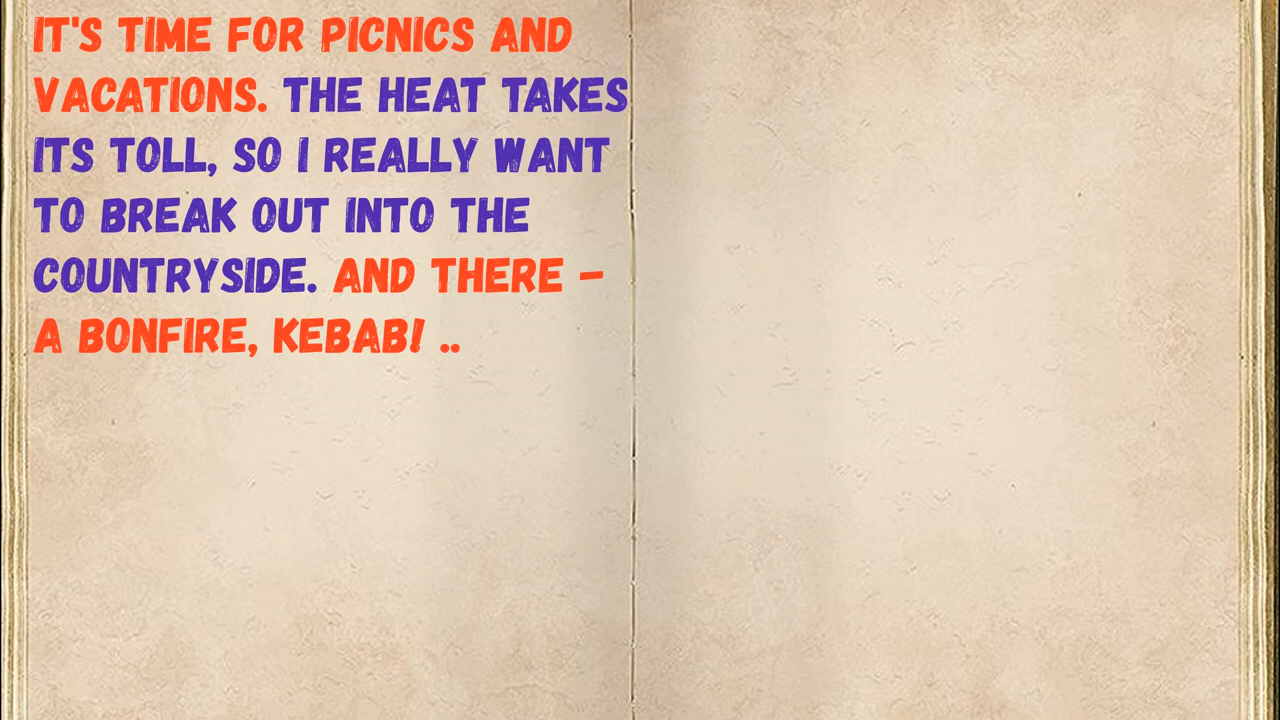 IT'S TIME FOR PICNICS AND
VACATIONS. THE HEAT TAKES
ITS TOLL, SO I REALLY WANT
TO BREAK OUT INTO THE
COUNTRYSIDE. AND THERE –
A BONFIRE, KEBAB! ..